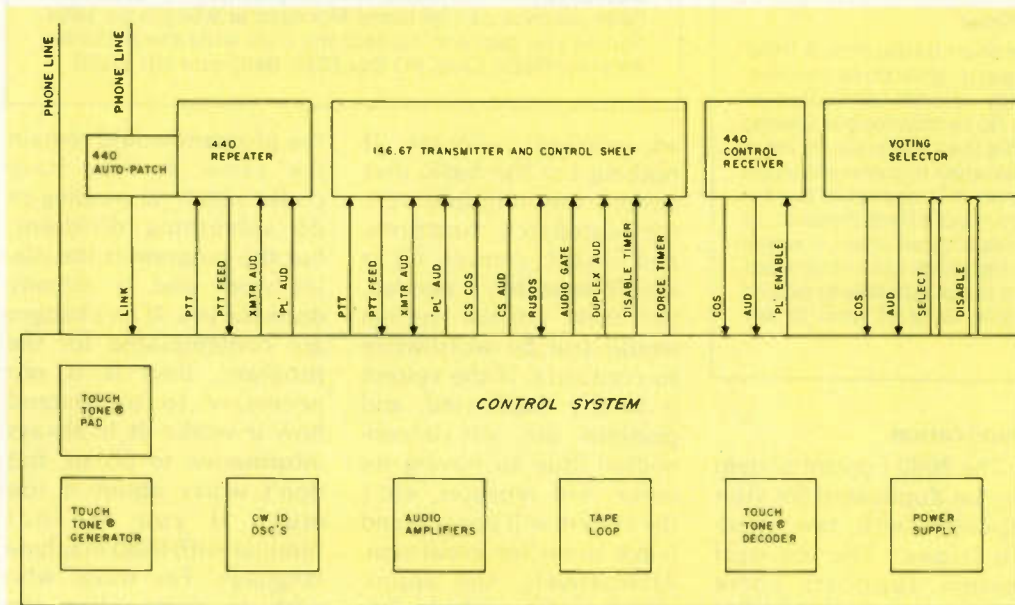 PHONE LINE
PHONE LINE
440
AUTO-PATCH
440
REPEATER
146.67 TRANSMITTER AND CONTROL SHELF
440
CONTROL
RECEIVER
VOTING
SELECTOR
LINK
PTT
PTT FEED
XMTR AUD
'PL' AUD
PTT
PTT FEED
XMTR AUD
'PL' AUD
CS COS
CS AUD
RUSOS
AUDIO GATE
DUPLEX AUD
DISABLE TIMER
FORCE TIMER
COS
AUD
'PL' ENABLE
COS
AUD
SELECT
DISABLE
TOUCH
TONE®
PAD
CONTROL SYSTEM
TOUCH
TONE®
GENERATOR
CW ID
OSC'S
AUDIO
AMPLIFIERS
TAPE
LOOP
TOUCH
TONE®
DECODER
POWER
SUPPLY